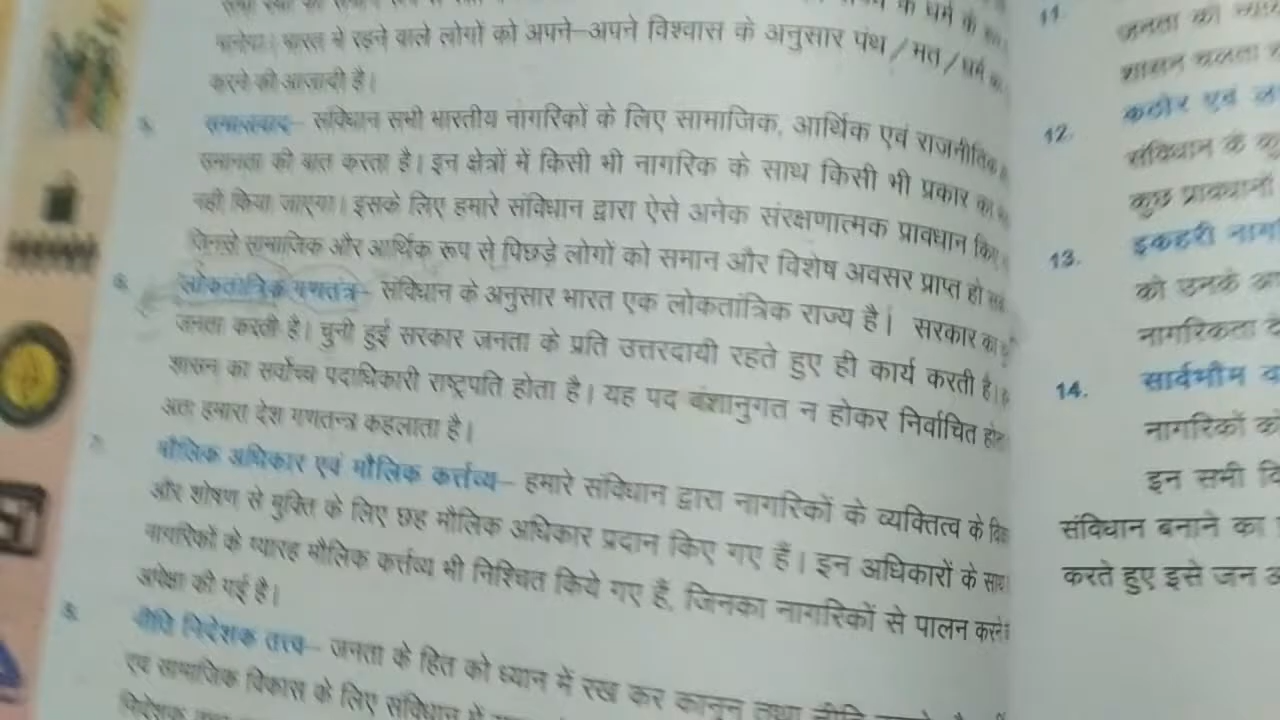 भारत में रहने वाले लोगों को अपने–अपने विश्वास के अनुसार पंथ / मत / धर्म
करने की आजादी है।
5. समाजवाद– संविधान सभी भारतीय नागरिकों के लिए सामाजिक, आर्थिक एवं राजनीतिक
समानता की बात करता है। इन क्षेत्रों में किसी भी नागरिक के साथ किसी भी प्रकार का
नहीं किया जाएगा। इसके लिए हमारे संविधान द्वारा ऐसे अनेक संरक्षणात्मक प्रावधान किए
जिनसे सामाजिक और आर्थिक रूप से पिछड़े लोगों को समान और विशेष अवसर प्राप्त हो
6. लोकतांत्रिक गणतंत्र– संविधान के अनुसार भारत एक लोकतांत्रिक राज्य है। सरकार का
जनता करती है। चुनी हुई सरकार जनता के प्रति उत्तरदायी रहते हुए ही कार्य करती है।
शासन का सर्वोच्च पदाधिकारी राष्ट्रपति होता है। यह पद वंशानुगत न होकर निर्वाचित
अतः हमारा देश गणतन्त्र कहलाता है।
7. मौलिक अधिकार एवं मौलिक कर्त्तव्य– हमारे संविधान द्वारा नागरिकों के व्यक्तित्व के
और शोषण से मुक्ति के लिए छह मौलिक अधिकार प्रदान किए गए हैं। इन अधिकारों के साथ
नागरिकों के ग्यारह मौलिक कर्त्तव्य भी निश्चित किये गए हैं, जिनका नागरिकों से पालन करने
अपेक्षा की गई है।
8. नीति निर्देशक तत्त्व– जनता के हित को ध्यान में रख कर कानून तथा नीति
एवं सामाजिक विकास के लिए संविधान में
11.
जनता का
शासन चलता
12. कठोर एवं
संविधान के
कुछ प्रावधानों
13. इकहरी
को उनके
नागरिकता
14. सार्वभौम
नागरिकों को
इन सभी
संविधान बनाने का
करते हुए इसे जन